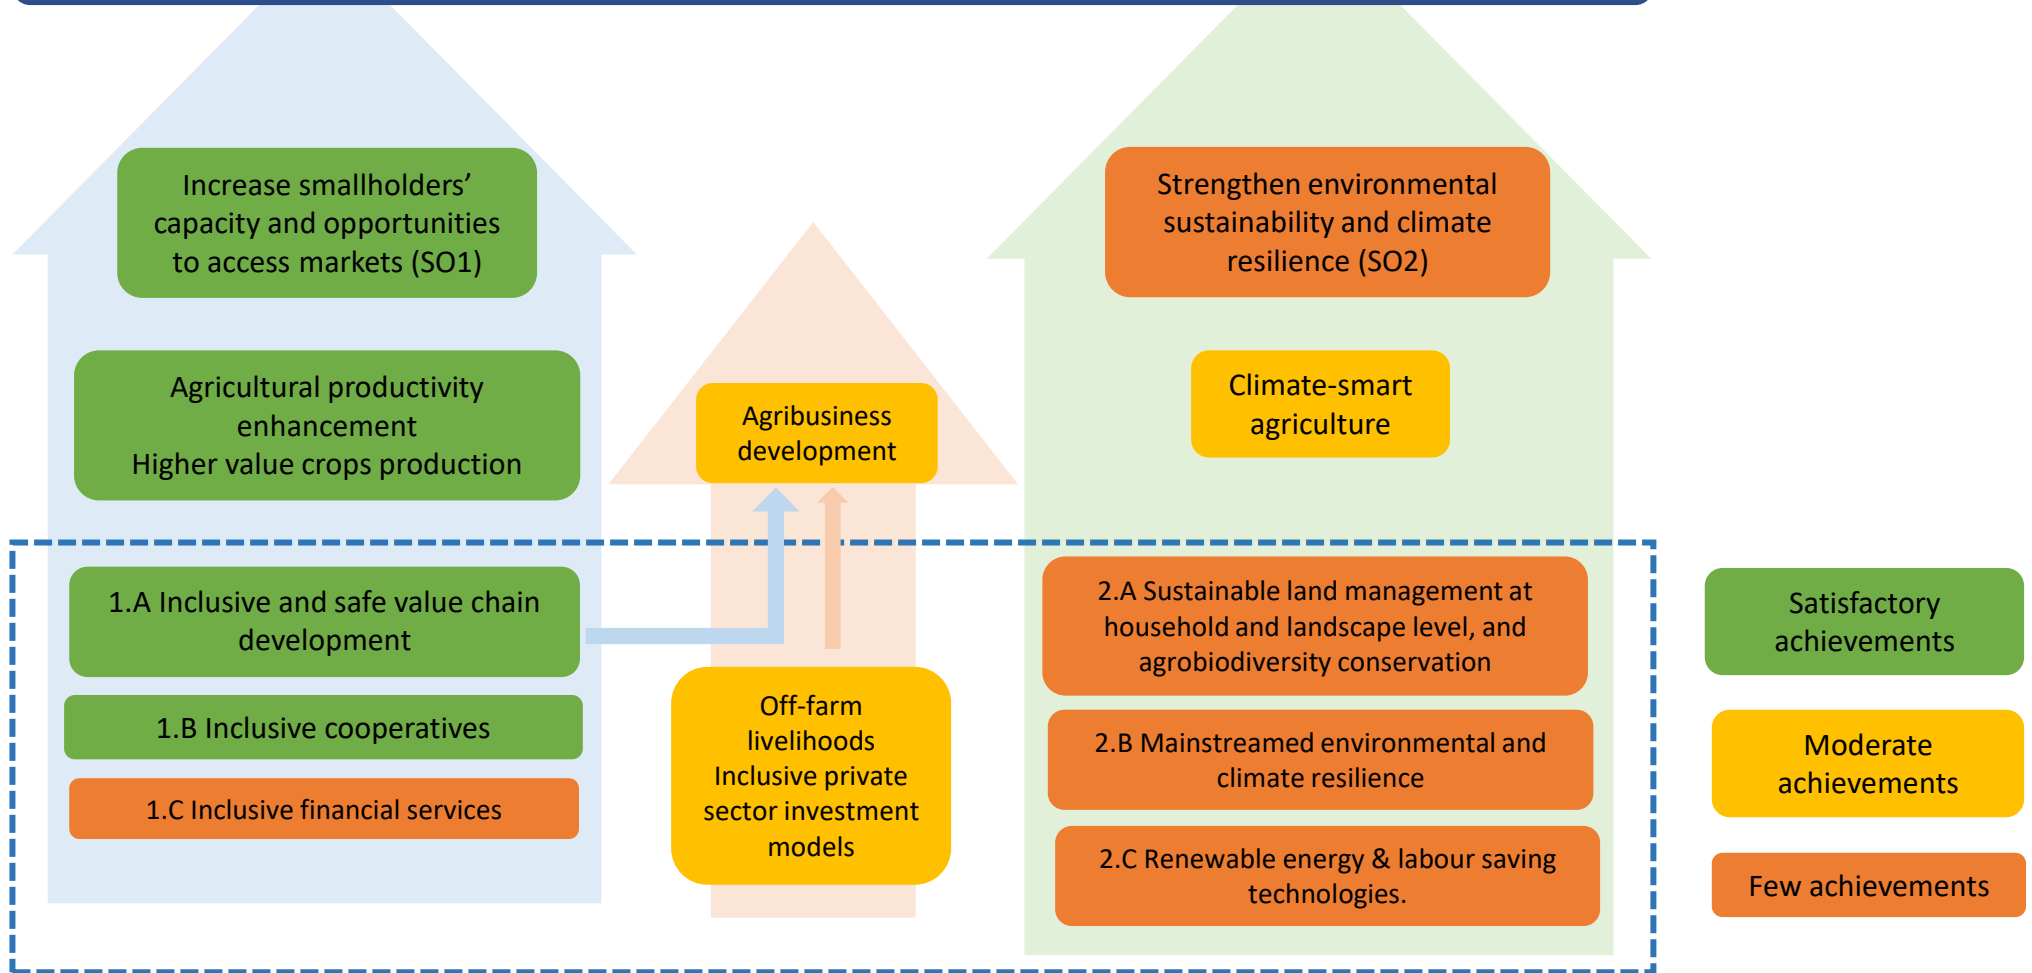 Increase smallholders’
capacity and opportunities
to access markets (SO1)
Agricultural productivity
enhancement
Higher value crops production
1.A Inclusive and safe value chain
development
1.B Inclusive cooperatives
1.C Inclusive financial services
Agribusiness
development
Off-farm
livelihoods
Inclusive private
sector investment
models
Strengthen environmental
sustainability and climate
resilience (SO2)
Climate-smart
agriculture
2.A Sustainable land management at
household and landscape level, and
agrobiodiversity conservation
2.B Mainstreamed environmental and
climate resilience
2.C Renewable energy & labour saving
technologies.
Satisfactory
achievements
Moderate
achievements
Few achievements